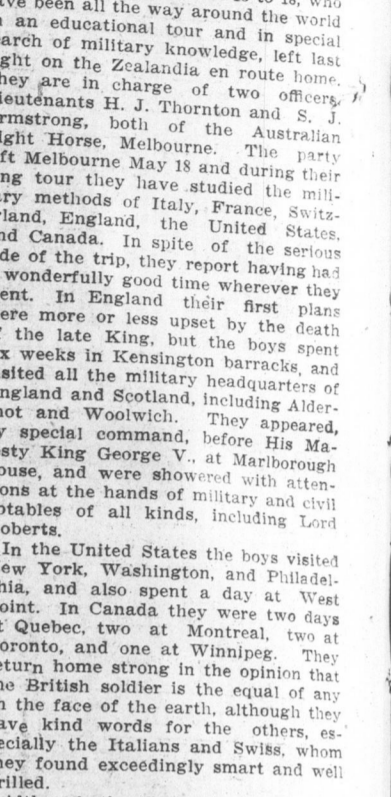 ve been all the way around the world
an educational tour and in special
earch of military knowledge, left last
ght on the Zealandia en route home.
hey are in charge of two officers,
ieutenants H. J. Thornton and S. J.
rmstrong, both of the Australian
ight Horse, Melbourne. The party
ft Melbourne May 18 and during their
ng tour they have studied the mili-
ry methods of Italy, France, Switz-
rland, England, the United States,
nd Canada. In spite of the serious
de of the trip, they report having had
wonderfully good time wherever they
ent. In England their first plans
ere more or less upset by the death
the late King, but the boys spent
x weeks in Kensington barracks, and
sited all the military headquarters of
ngland and Scotland, including Alder-
hot and Woolwich. They appeared,
y special command, before His Ma-
sty King George V., at Marlborough
ouse, and were showered with atten-
ons at the hands of military and civil
otables of all kinds, including Lord
oberts.
In the United States the boys visited
ew York, Washington, and Philadel-
hia, and also spent a day at West
oint. In Canada they were two days
t Quebec, two at Montreal, two at
oronto, and one at Winnipeg. They
eturn home strong in the opinion that
he British soldier is the equal of any
n the face of the earth, although they
ave kind words for the others, es-
ecially the Italians and Swiss, whom
hey found exceedingly smart and well
rilled.